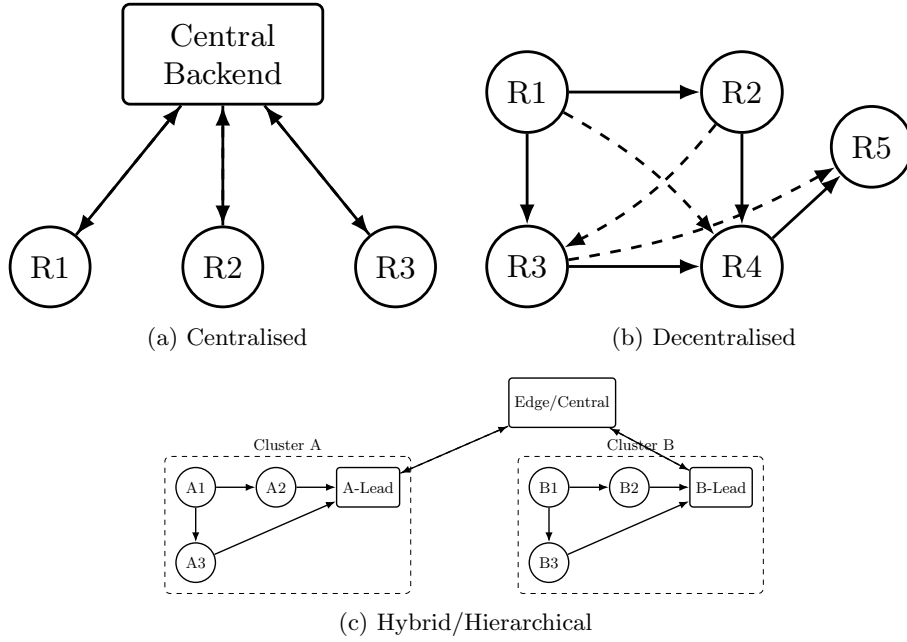 Central
Backend
R1
R2
R3
(a) Centralised
R1
R2
R5
R3
R4
(b) Decentralised
Edge/Central
Cluster A
A1
A2
A-Lead
A3
Cluster B
B1
B2
B-Lead
B3
(c) Hybrid/Hierarchical